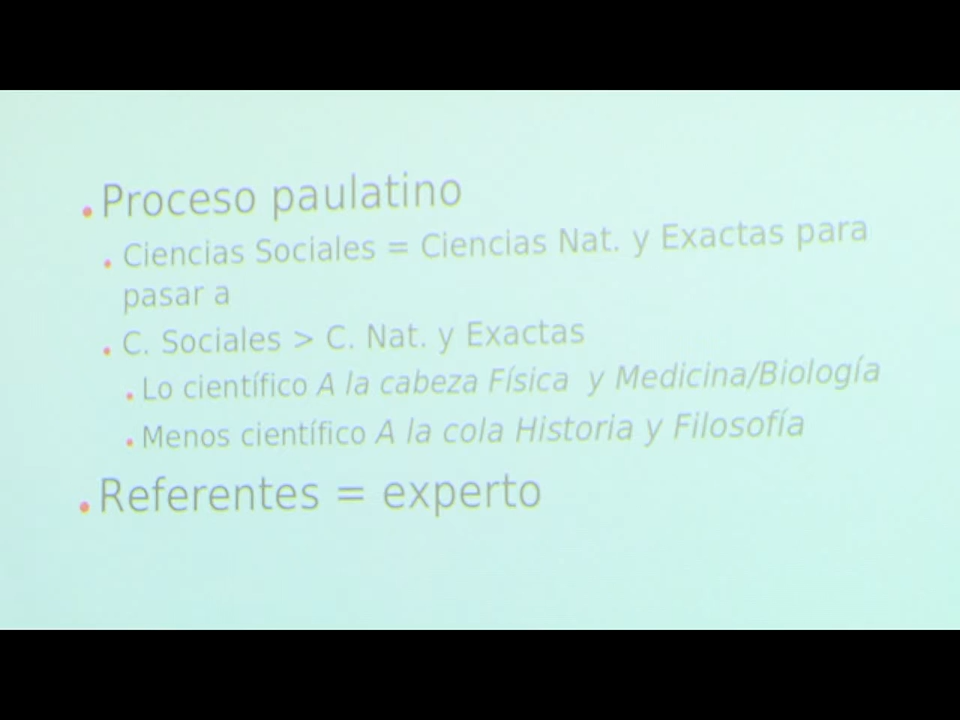 • Proceso paulatino
• Ciencias Sociales = Ciencias Nat. y Exactas para
pasar a
• C. Sociales > C. Nat. y Exactas
• Lo científico A la cabeza Física y Medicina/Biología
• Menos científico A la cola Historia y Filosofía
• Referentes = experto